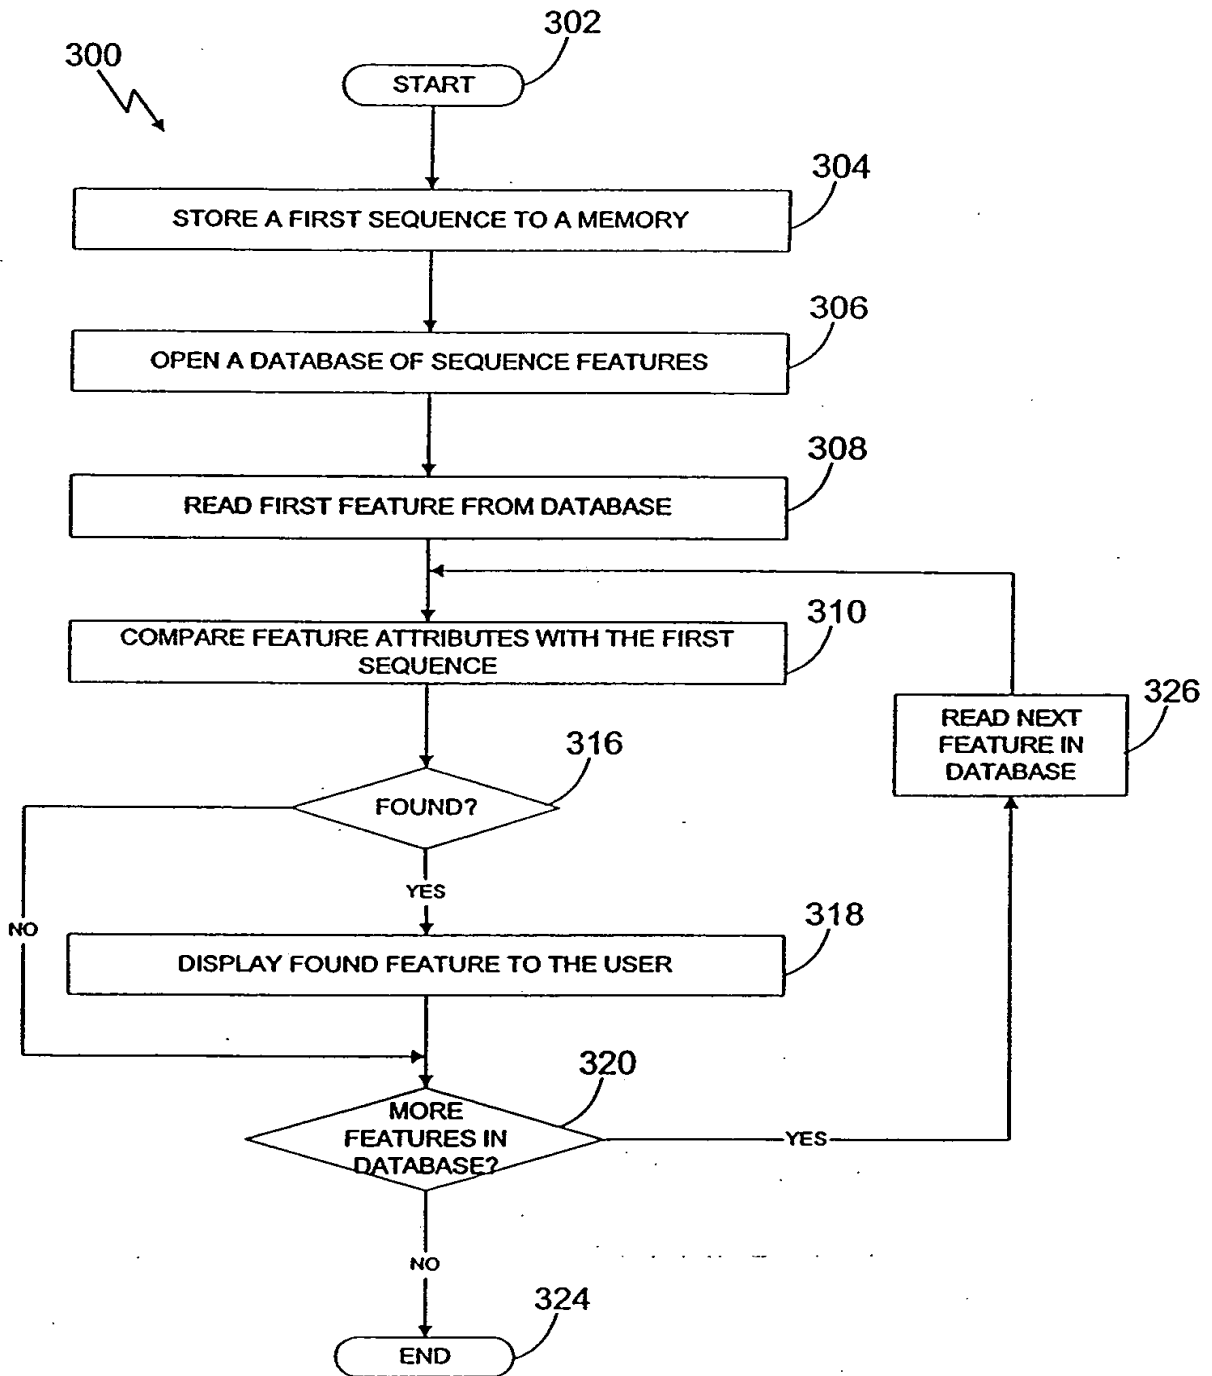 302
300
START
304
STORE A FIRST SEQUENCE TO A MEMORY
306
OPEN A DATABASE OF SEQUENCE FEATURES
308
READ FIRST FEATURE FROM DATABASE
310
COMPARE FEATURE ATTRIBUTES WITH THE FIRST
SEQUENCE
326
READ NEXT
FEATURE IN
DATABASE
316
FOUND?
YES
NO
318
DISPLAY FOUND FEATURE TO THE USER
320
MORE
FEATURES IN
DATABASE?
YES
NO
324
END